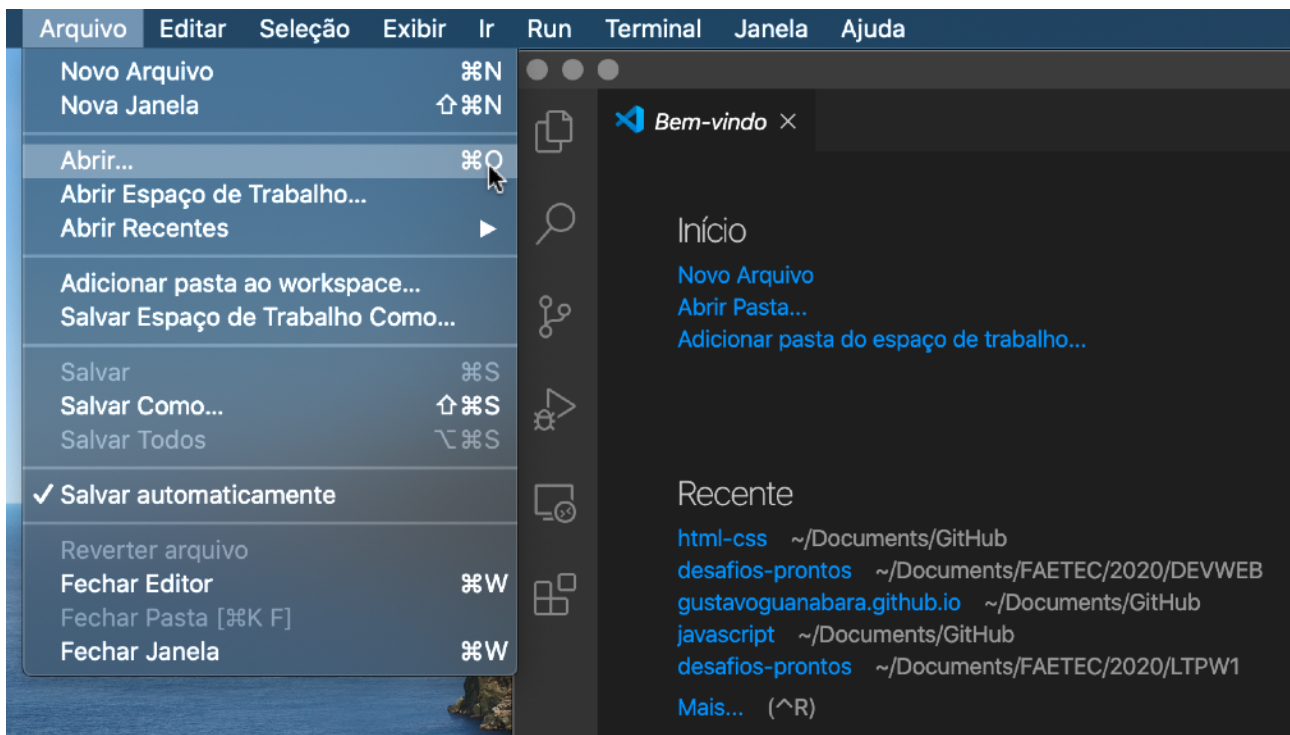 Arquivo Editar Seleção Exibir Ir Run Terminal Janela Ajuda
Novo Arquivo ⌘N
Nova Janela ⇧⌘N
Abrir... ⌘O
Abrir Espaço de Trabalho...
Abrir Recentes ▶
Adicionar pasta ao workspace...
Salvar Espaço de Trabalho Como...
Salvar ⌘S
Salvar Como... ⇧⌘S
Salvar Todos ⌥⌘S
✓ Salvar automaticamente
Reverter arquivo
Fechar Editor ⌘W
Fechar Pasta [⌘K F]
Fechar Janela ⌘W
Bem-vindo ×
Início
Novo Arquivo
Abrir Pasta...
Adicionar pasta do espaço de trabalho...
Recente
html-css ~/Documents/GitHub
desafios-prontos ~/Documents/FAETEC/2020/DEVWEB
gustavoguanabara.github.io ~/Documents/GitHub
javascript ~/Documents/GitHub
desafios-prontos ~/Documents/FAETEC/2020/LTPW1
Mais... (^R)